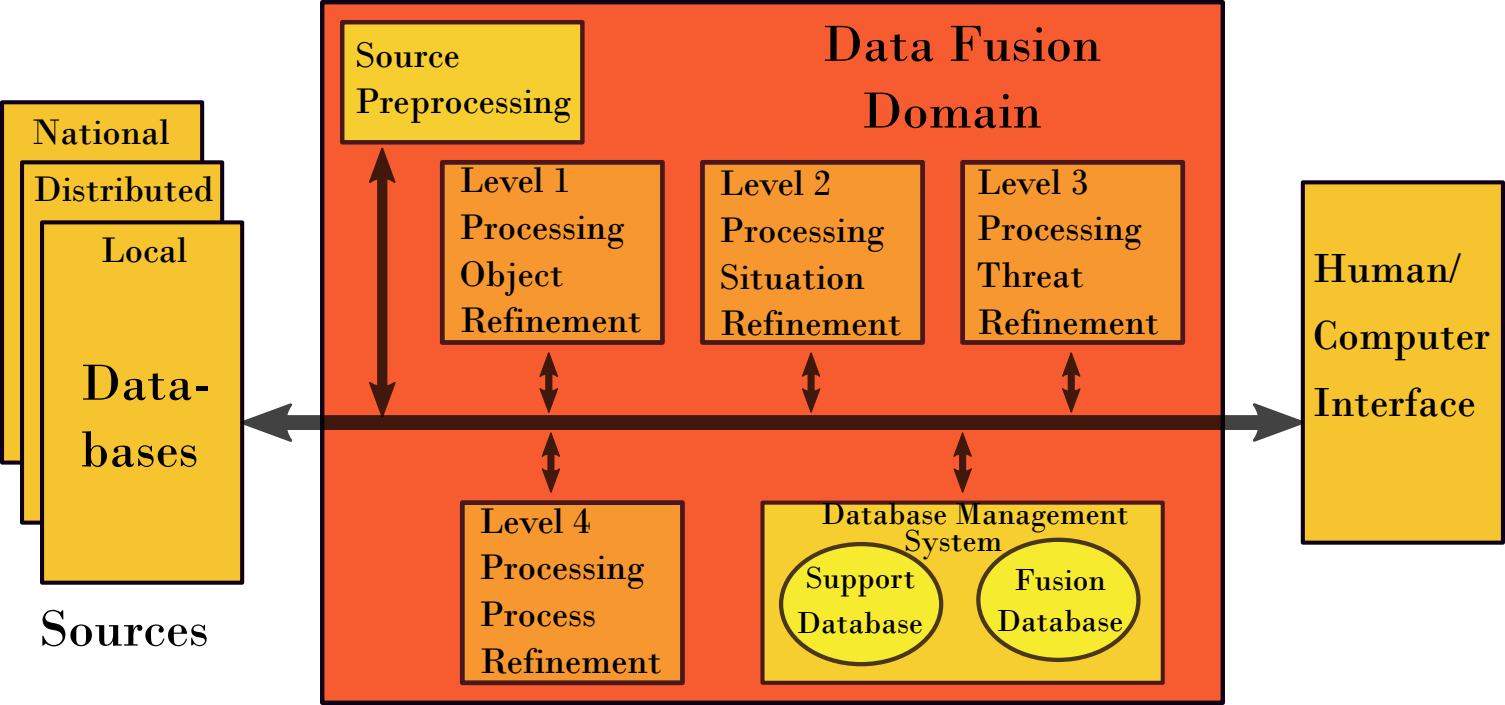 National
Distributed
Local
Data-
bases
Sources
Data Fusion
Domain
Source
Preprocessing
Level 1
Processing
Object
Refinement
Level 2
Processing
Situation
Refinement
Level 3
Processing
Threat
Refinement
Level 4
Processing
Process
Refinement
Database Management
System
Support
Database
Fusion
Database
Human/
Computer
Interface